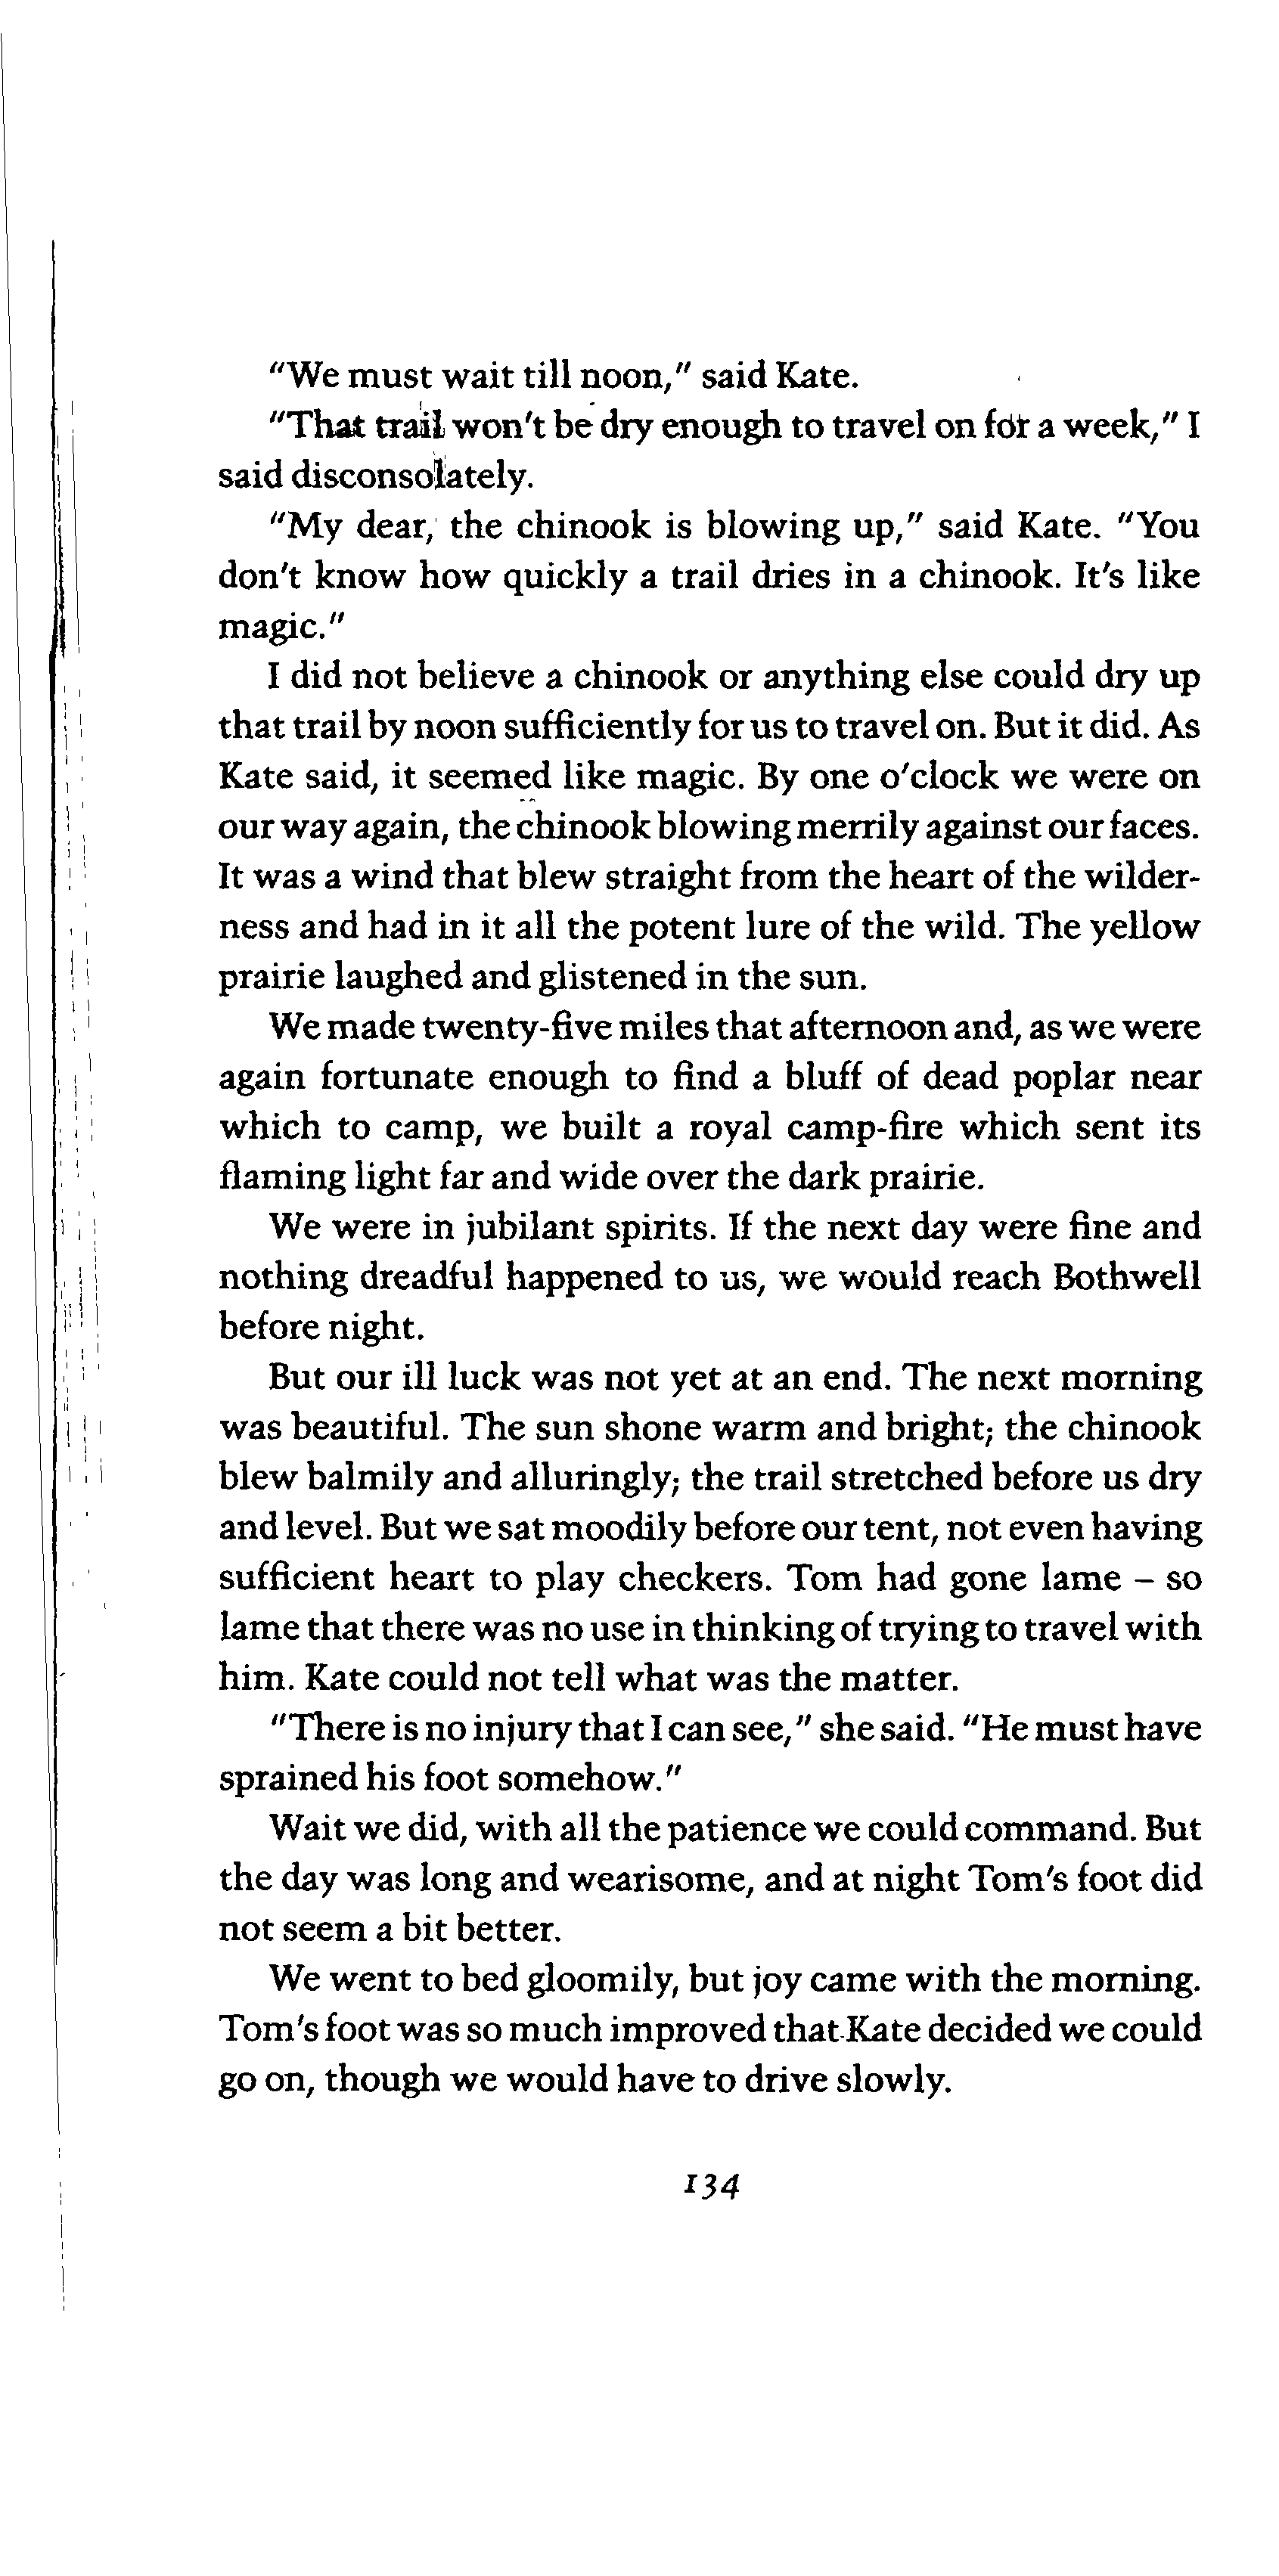 "We must wait till noon," said Kate.
"That trail won't be dry enough to travel on for a week," I
said disconsolately.
"My dear, the chinook is blowing up," said Kate. "You
don't know how quickly a trail dries in a chinook. It's like
magic."
I did not believe a chinook or anything else could dry up
that trail by noon sufficiently for us to travel on. But it did. As
Kate said, it seemed like magic. By one o'clock we were on
our way again, the chinook blowing merrily against our faces.
It was a wind that blew straight from the heart of the wilder-
ness and had in it all the potent lure of the wild. The yellow
prairie laughed and glistened in the sun.
We made twenty-five miles that afternoon and, as we were
again fortunate enough to find a bluff of dead poplar near
which to camp, we built a royal camp-fire which sent its
flaming light far and wide over the dark prairie.
We were in jubilant spirits. If the next day were fine and
nothing dreadful happened to us, we would reach Bothwell
before night.
But our ill luck was not yet at an end. The next morning
was beautiful. The sun shone warm and bright; the chinook
blew balmily and alluringly; the trail stretched before us dry
and level. But we sat moodily before our tent, not even having
sufficient heart to play checkers. Tom had gone lame – so
lame that there was no use in thinking of trying to travel with
him. Kate could not tell what was the matter.
"There is no injury that I can see," she said. "He must have
sprained his foot somehow."
Wait we did, with all the patience we could command. But
the day was long and wearisome, and at night Tom's foot did
not seem a bit better.
We went to bed gloomily, but joy came with the morning.
Tom's foot was so much improved that Kate decided we could
go on, though we would have to drive slowly.
134